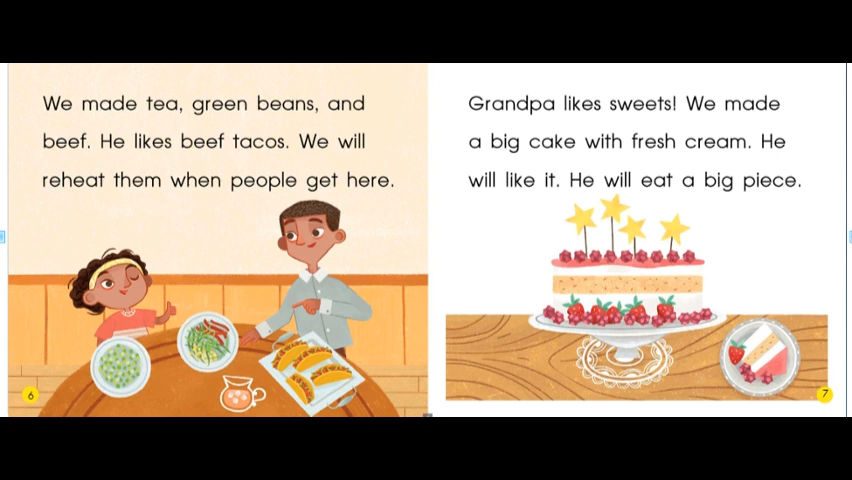 We made tea, green beans, and
beef. He likes beef tacos. We will
reheat them when people get here.
6
Grandpa likes sweets! We made
a big cake with fresh cream. He
will like it. He will eat a big piece.
7